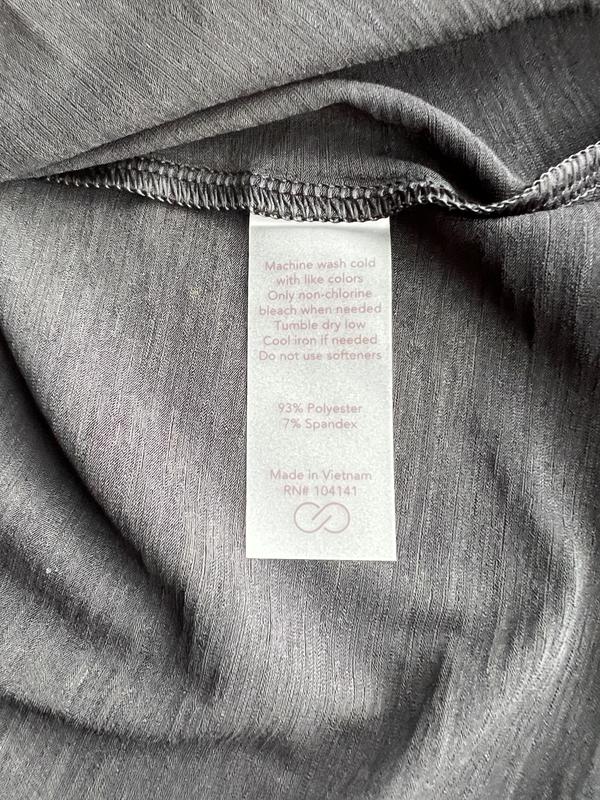 Machine wash cold
with like colors
Only non-chlorine
bleach when needed
Tumble dry low
Cool iron if needed
Do not use softeners
93% Polyester
7% Spandex
Made in Vietnam
RN# 104141